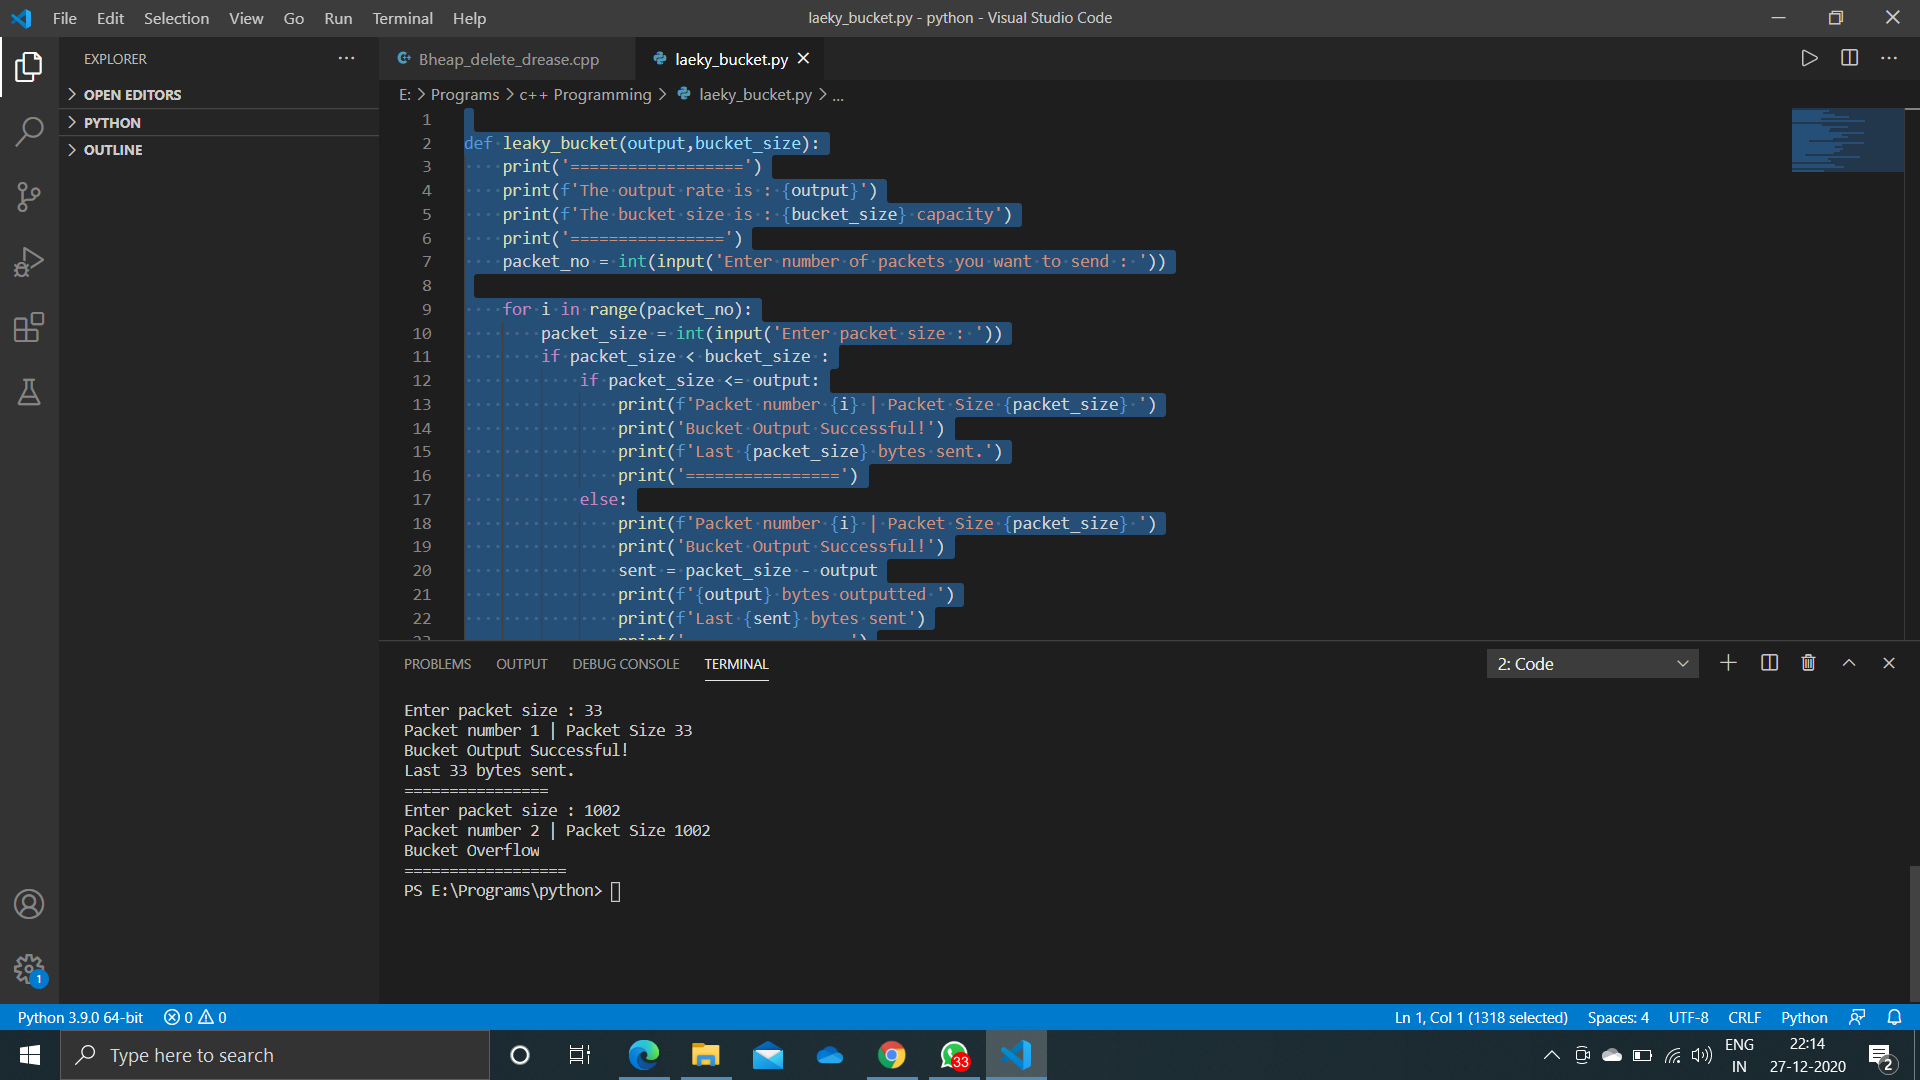 File Edit Selection View Go Run Terminal Help
laeky_bucket.py - python - Visual Studio Code
EXPLORER
OPEN EDITORS
PYTHON
OUTLINE
Bheap_delete_drease.cpp
laeky_bucket.py
E: > Programs > c++ Programming > laeky_bucket.py > ...
1
2 def leaky_bucket(output,bucket_size):
3 print('==================')
4 print(f'The output rate is : {output}')
5 print(f'The bucket size is : {bucket_size} capacity')
6 print('================')
7 packet_no = int(input('Enter number of packets you want to send : '))
8
9 for i in range(packet_no):
10 packet_size = int(input('Enter packet size : '))
11 if packet_size < bucket_size :
12 if packet_size <= output:
13 print(f'Packet number {i} | Packet Size {packet_size} ')
14 print('Bucket Output Successful!')
15 print(f'Last {packet_size} bytes sent.')
16 print('================')
17 else:
18 print(f'Packet number {i} | Packet Size {packet_size} ')
19 print('Bucket Output Successful!')
20 sent = packet_size - output
21 print(f'{output} bytes outputted ')
22 print(f'Last {sent} bytes sent')
PROBLEMS OUTPUT DEBUG CONSOLE TERMINAL
2: Code
Enter packet size : 33
Packet number 1 | Packet Size 33
Bucket Output Successful!
Last 33 bytes sent.
================
Enter packet size : 1002
Packet number 2 | Packet Size 1002
Bucket Overflow
==================
PS E:\Programs\python>
1
Python 3.9.0 64-bit 0 0
Ln 1, Col 1 (1318 selected) Spaces: 4 UTF-8 CRLF Python
Type here to search
33
ENG
IN
22:14
27-12-2020
2